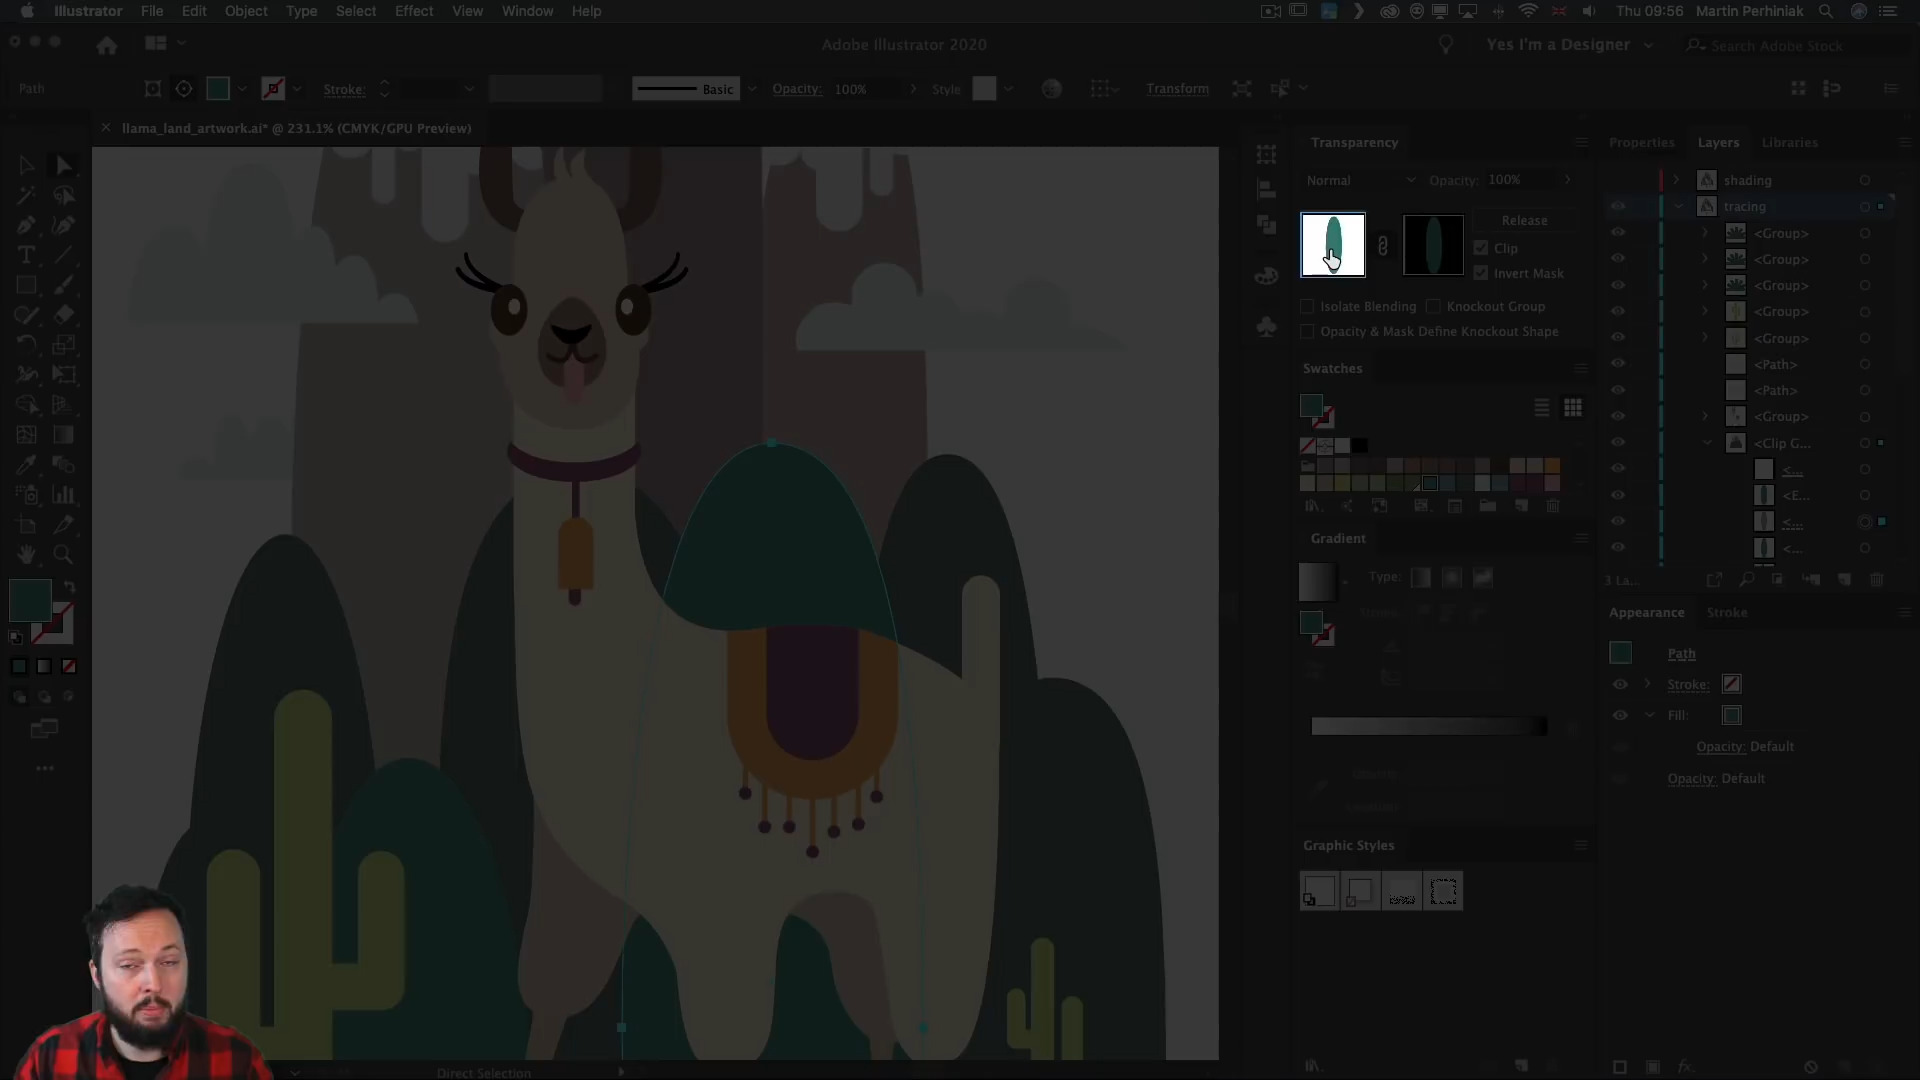 Illustrator File Edit Object Type Select Effect View Window Help
Thu 09:56 Martin Perhiniak
Adobe Illustrator 2020
Yes I'm a Designer
Search Adobe Stock
Path
Stroke:
Basic
Opacity: 100%
Style
Transform
llama_land_artwork.ai* @ 231.1% (CMYK/GPU Preview)
Transparency
Normal
Opacity: 100%
Release
Clip
Invert Mask
Isolate Blending
Knockout Group
Opacity & Mask Define Knockout Shape
Swatches
Gradient
Type:
Graphic Styles
Properties Layers Libraries
shading
tracing
<Group>
<Group>
<Group>
<Group>
<Group>
<Path>
<Path>
<Group>
<Clip G...
<...
<E...
<...
<...
3 La...
Appearance Stroke
Path
Stroke:
Fill:
Opacity: Default
Opacity: Default
Direct Selection